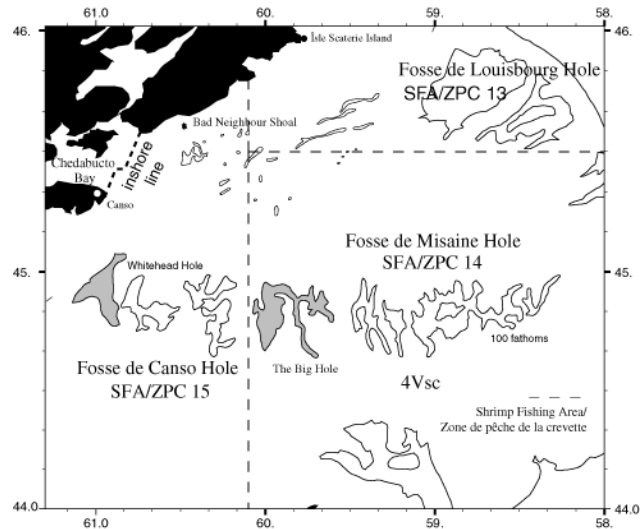 61.0 60. 59. 58.
46. 46.
Îsle Scaterie Island
Fosse de Louisbourg Hole
SFA/ZPC 13
Bad Neighbour Shoal
Chedabucto
Bay
inshore
line
Canso
Fosse de Misaine Hole
SFA/ZPC 14
45. 45.
Whitehead Hole
100 fathoms
The Big Hole
Fosse de Canso Hole
SFA/ZPC 15
4Vsc
Shrimp Fishing Area/
Zone de pêche de la crevette
44.0 44.0
61.0 60. 59. 58.